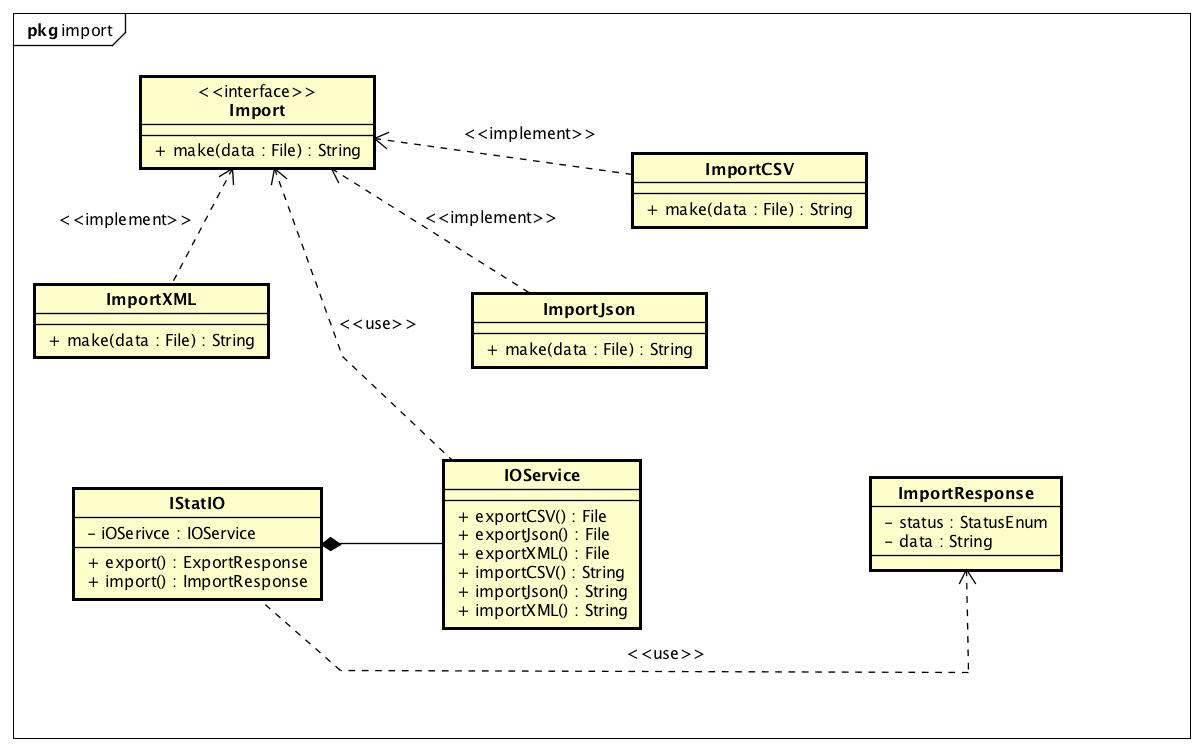 pkg import
<<interface>>
Import
+ make(data : File) : String
<<implement>>
ImportCSV
+ make(data : File) : String
<<implement>>
<<implement>>
ImportXML
+ make(data : File) : String
ImportJson
+ make(data : File) : String
<<use>>
IOService
+ exportCSV() : File
+ exportJson() : File
+ exportXML() : File
+ importCSV() : String
+ importJson() : String
+ importXML() : String
IStatIO
- iOSerivce : IOService
+ export() : ExportResponse
+ import() : ImportResponse
ImportResponse
- status : StatusEnum
- data : String
<<use>>